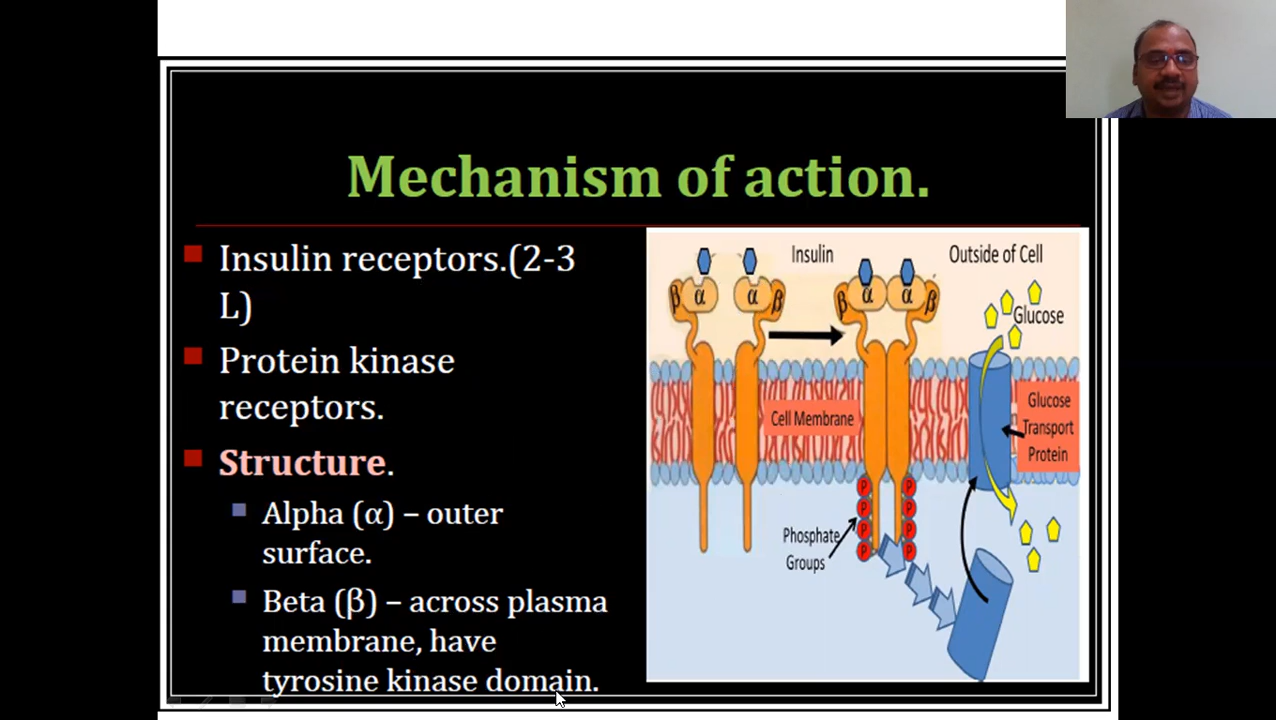 Mechanism of action.
Insulin receptors.(2-3
L)
Protein kinase
receptors.
Structure.
Alpha (α) – outer
surface.
Beta (β) – across plasma
membrane, have
tyrosine kinase domain.
Insulin
Outside of Cell
β α α β
β α α β
Glucose
Cell Membrane
Glucose
Transport
Protein
P P
P P
P P
P P
Phosphate
Groups